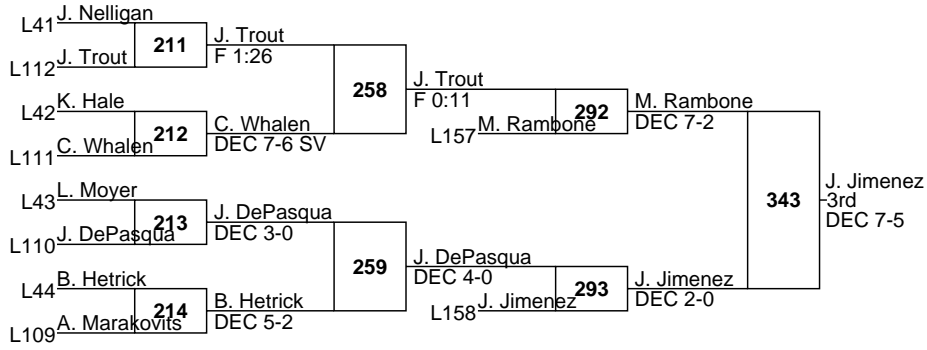 L41 J. Nelligan
211
J. Trout
F 1:26
L112 J. Trout
258
J. Trout
F 0:11
L42 K. Hale
212
C. Whalen
DEC 7-6 SV
L111 C. Whalen
292
M. Rambone
DEC 7-2
L157 M. Rambone
L43 L. Moyer
213
J. DePasqua
DEC 3-0
L110 J. DePasqua
343
J. Jimenez
3rd
DEC 7-5
259
J. DePasqua
DEC 4-0
L44 B. Hetrick
214
B. Hetrick
DEC 5-2
L109 A. Marakovits
293
J. Jimenez
DEC 2-0
L158 J. Jimenez